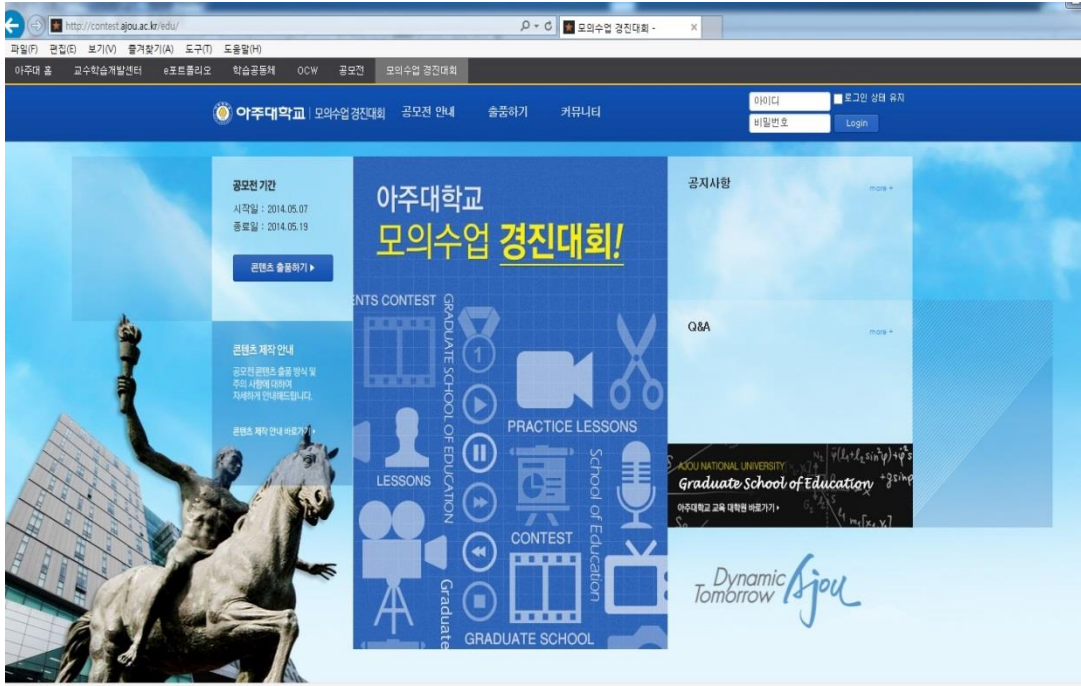 http://contest.ajou.ac.kr/edu/
모의수업 경진대회 -
파일(F) 편집(E) 보기(V) 즐겨찾기(A) 도구(T) 도움말(H)
아주대 홈 교수학습개발센터 e포트폴리오 학습공동체 OCW 공모전 모의수업 경진대회
아주대학교 모의수업 경진대회 공모전 안내 출품하기 커뮤니티
아이디 로그인 상태 유지
비밀번호 Login
공모전 기간
시작일 : 2014.05.07
종료일 : 2014.05.19
콘텐츠 출품하기
콘텐츠 제작 안내
공모전 콘텐츠 출품 방식 및
주의 사항에 대하여
자세하게 안내해드립니다.
콘텐츠 제작 안내 바로가기
아주대학교
모의수업 경진대회!
ENTS CONTEST
GRADUATE SCHOOL OF EDUCATION
1
PRACTICE LESSONS
LESSONS
School of Education
CONTEST
Graduate
GRADUATE SCHOOL
공지사항
more
Q&A
more
AJOU NATIONAL UNIVERSITY
Graduate School of Education
아주대학교 교육 대학원 바로가기
Dynamic
Tomorrow Ajou